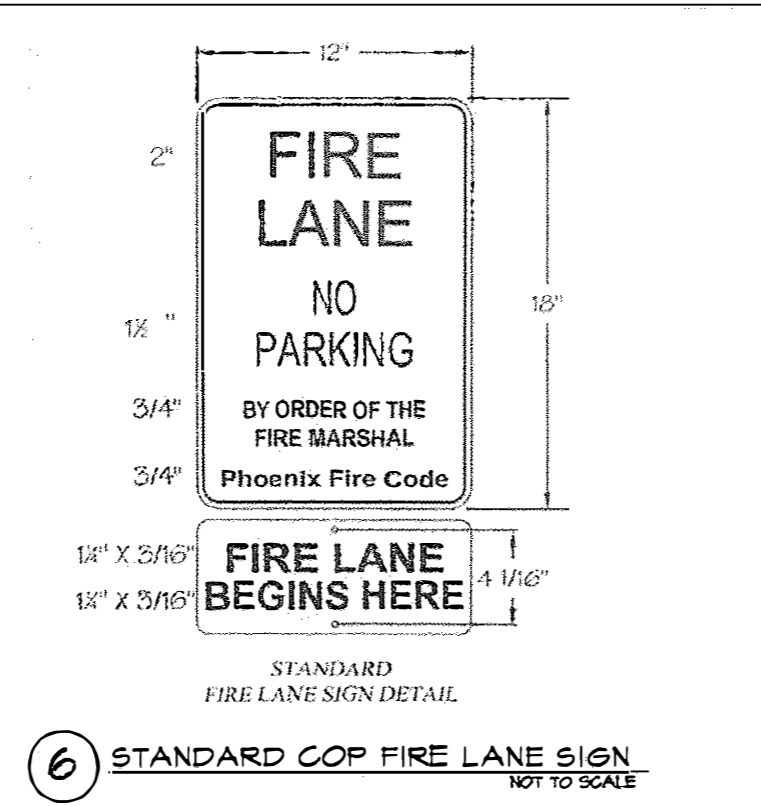 12"
2"
FIRE
LANE
18"
1½ "
NO
PARKING
3/4"
BY ORDER OF THE
FIRE MARSHAL
3/4"
Phoenix Fire Code
1¼" X 3/16"
FIRE LANE
4 1/16"
1¼" X 3/16"
BEGINS HERE
STANDARD
FIRE LANE SIGN DETAIL
6 STANDARD COP FIRE LANE SIGN
NOT TO SCALE